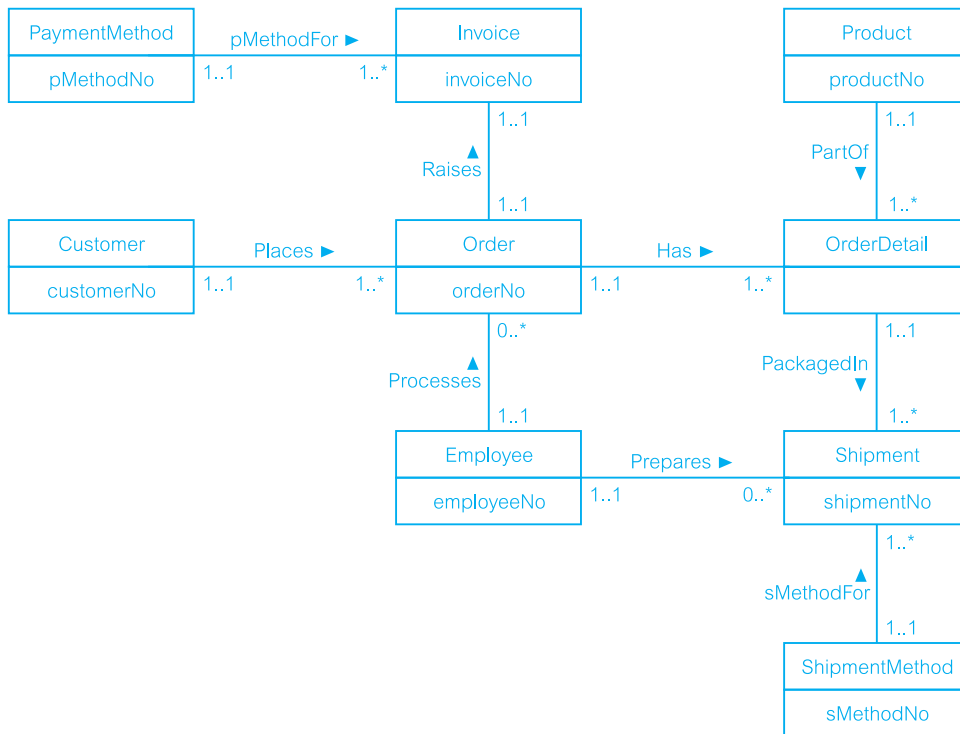 PaymentMethod
pMethodFor ►
Invoice
Product
pMethodNo
1..1
1..*
invoiceNo
productNo
1..1
1..1
▲
Raises
PartOf
▼
1..1
1..*
Customer
Places ►
Order
Has ►
OrderDetail
customerNo
1..1
1..*
orderNo
1..1
1..*
0..*
1..1
▲
Processes
PackagedIn
▼
1..1
1..*
Employee
Prepares ►
Shipment
employeeNo
1..1
0..*
shipmentNo
1..*
▲
sMethodFor
1..1
ShipmentMethod
sMethodNo